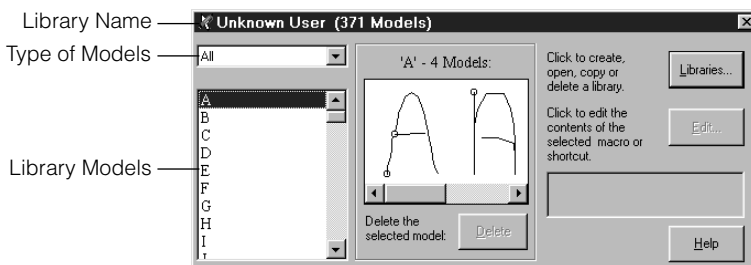 Library Name
Type of Models
Library Models
Unknown User (371 Models)
All
A
B
C
D
E
F
G
H
I
'A' - 4 Models:
Delete the
selected model:
Delete
Click to create,
open, copy or
delete a library.
Libraries...
Click to edit the
contents of the
selected macro or
shortcut.
Edit...
Help